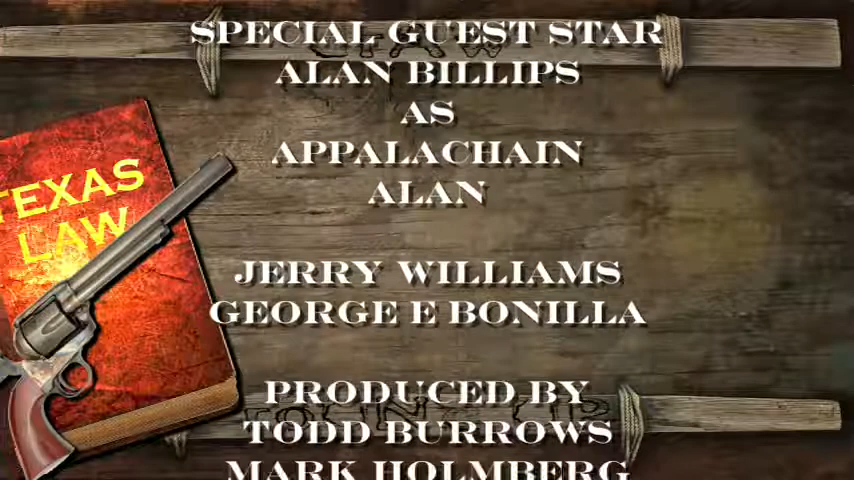 SPECIAL GUEST STAR
ALAN BILLIPS
AS
APPALACHAIN
ALAN
TEXAS
LAW
JERRY WILLIAMS
GEORGE E BONILLA
PRODUCED BY
TODD BURROWS
MARK HOLMBERG